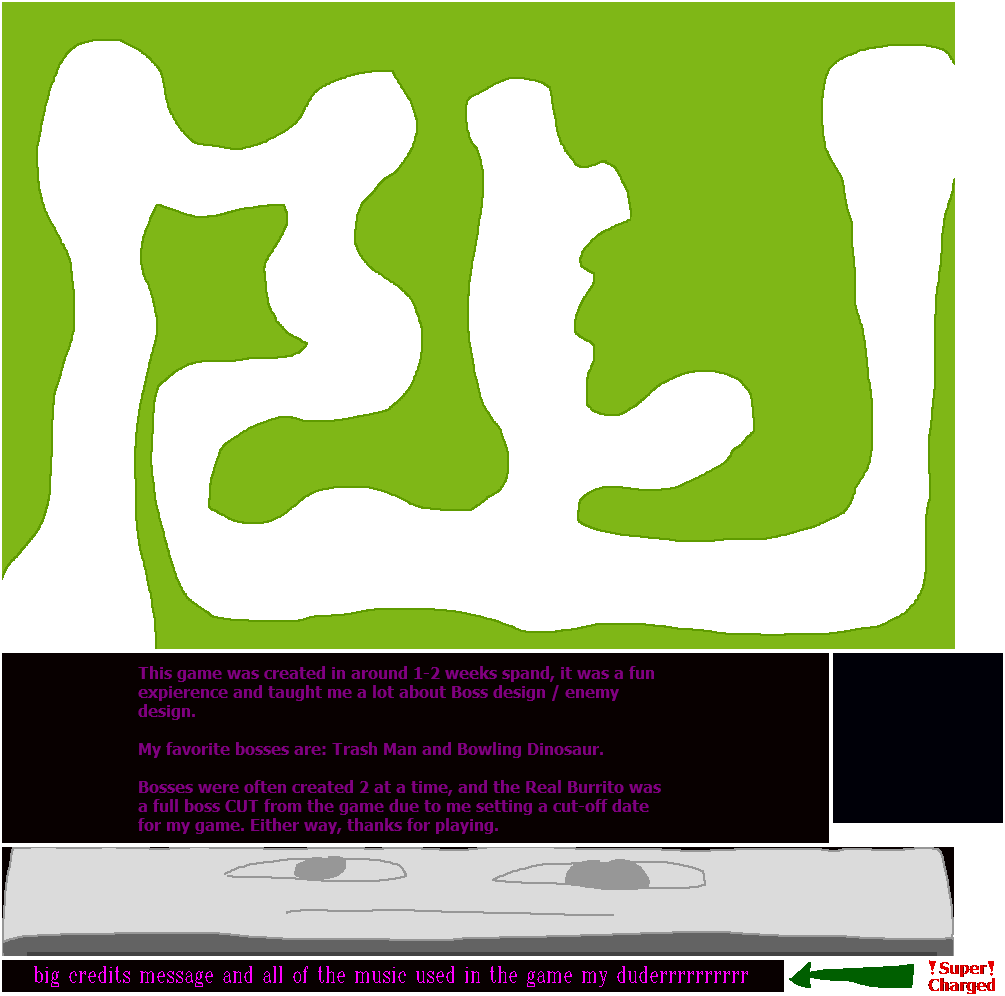 This game was created in around 1-2 weeks spand, it was a fun
expierence and taught me a lot about Boss design / enemy
design.
My favorite bosses are: Trash Man and Bowling Dinosaur.
Bosses were often created 2 at a time, and the Real Burrito was
a full boss CUT from the game due to me setting a cut-off date
for my game. Either way, thanks for playing.
big credits message and all of the music used in the game my duderrrrrrrrrr
!Super!
Charged